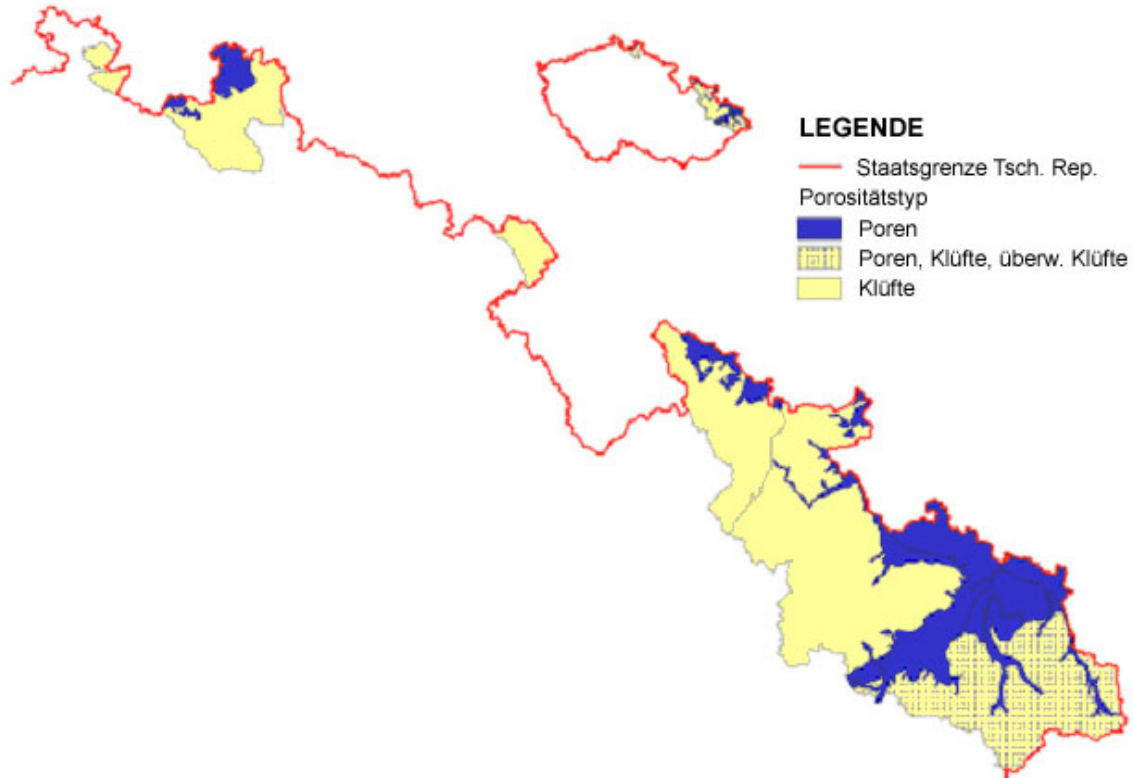 LEGENDE
Staatsgrenze Tsch. Rep.
Porositätstyp
Poren
Poren, Klüfte, überw. Klüfte
Klüfte